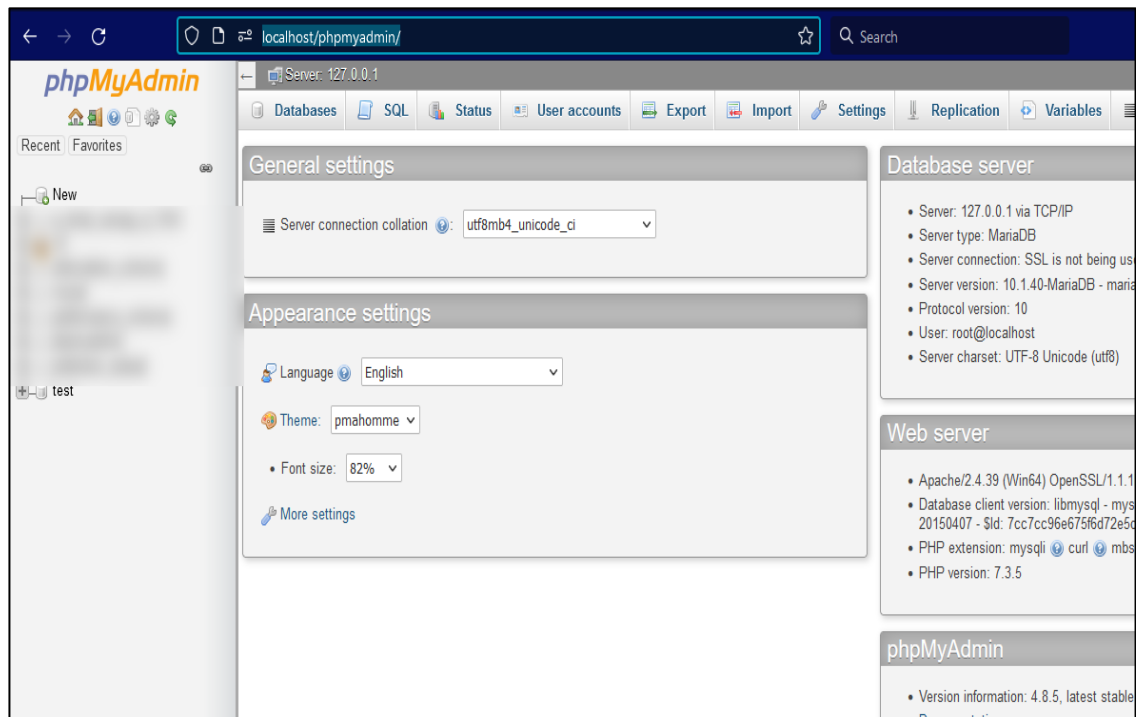 localhost/phpmyadmin/
Search
phpMyAdmin
Recent Favorites
New
test
Server: 127.0.0.1
Databases SQL Status User accounts Export Import Settings Replication Variables
General settings
Server connection collation : utf8mb4_unicode_ci
Appearance settings
Language English
Theme: pmahomme
• Font size: 82%
More settings
Database server
• Server: 127.0.0.1 via TCP/IP
• Server type: MariaDB
• Server connection: SSL is not being
• Server version: 10.1.40-MariaDB -
• Protocol version: 10
• User: root@localhost
• Server charset: UTF-8 Unicode (utf8)
Web server
• Apache/2.4.39 (Win64) OpenSSL/1.1.1
• Database client version: libmysql -
20150407 - $Id:
• PHP extension: mysqli curl
• PHP version: 7.3.5
phpMyAdmin
• Version information: 4.8.5, latest stable